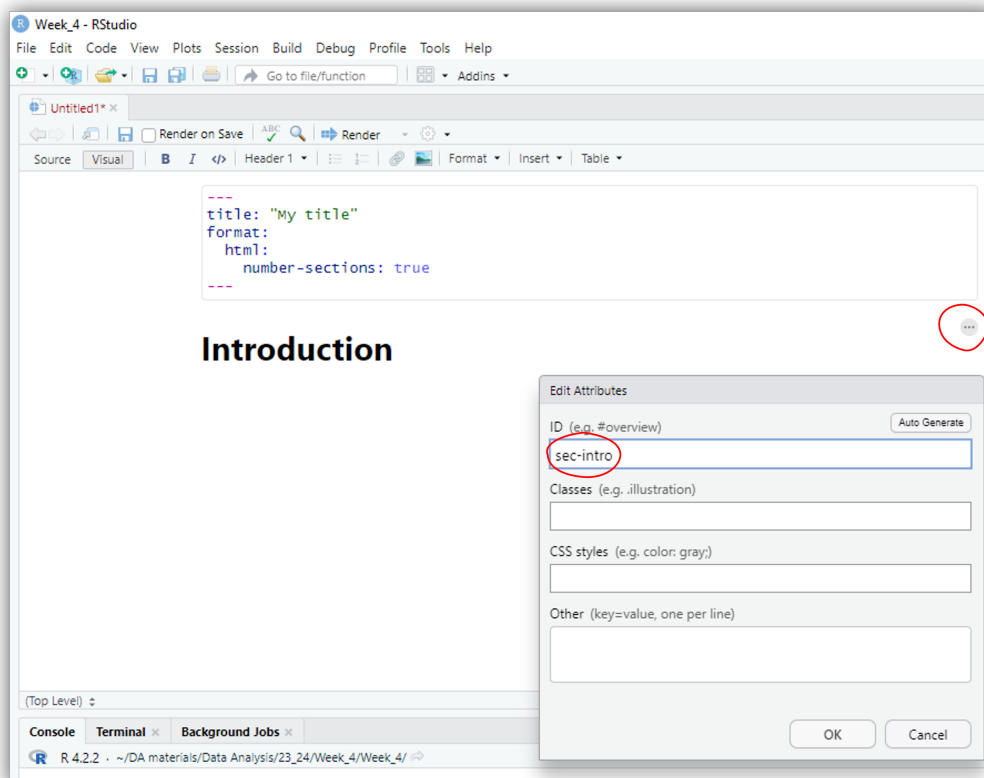 R Week_4 - RStudio
File Edit Code View Plots Session Build Debug Profile Tools Help
Go to file/function Addins
Untitled1*
Render on Save ABC Render
Source Visual B I </> Header 1 Format Insert Table
---
title: "My title"
format:
html:
number-sections: true
---
Introduction
Edit Attributes
ID (e.g. #overview) Auto Generate
sec-intro
Classes (e.g. .illustration)
CSS styles (e.g. color: gray;)
Other (key=value, one per line)
OK Cancel
(Top Level)
Console Terminal Background Jobs
R R 4.2.2 · ~/DA materials/Data Analysis/23_24/Week_4/Week_4/